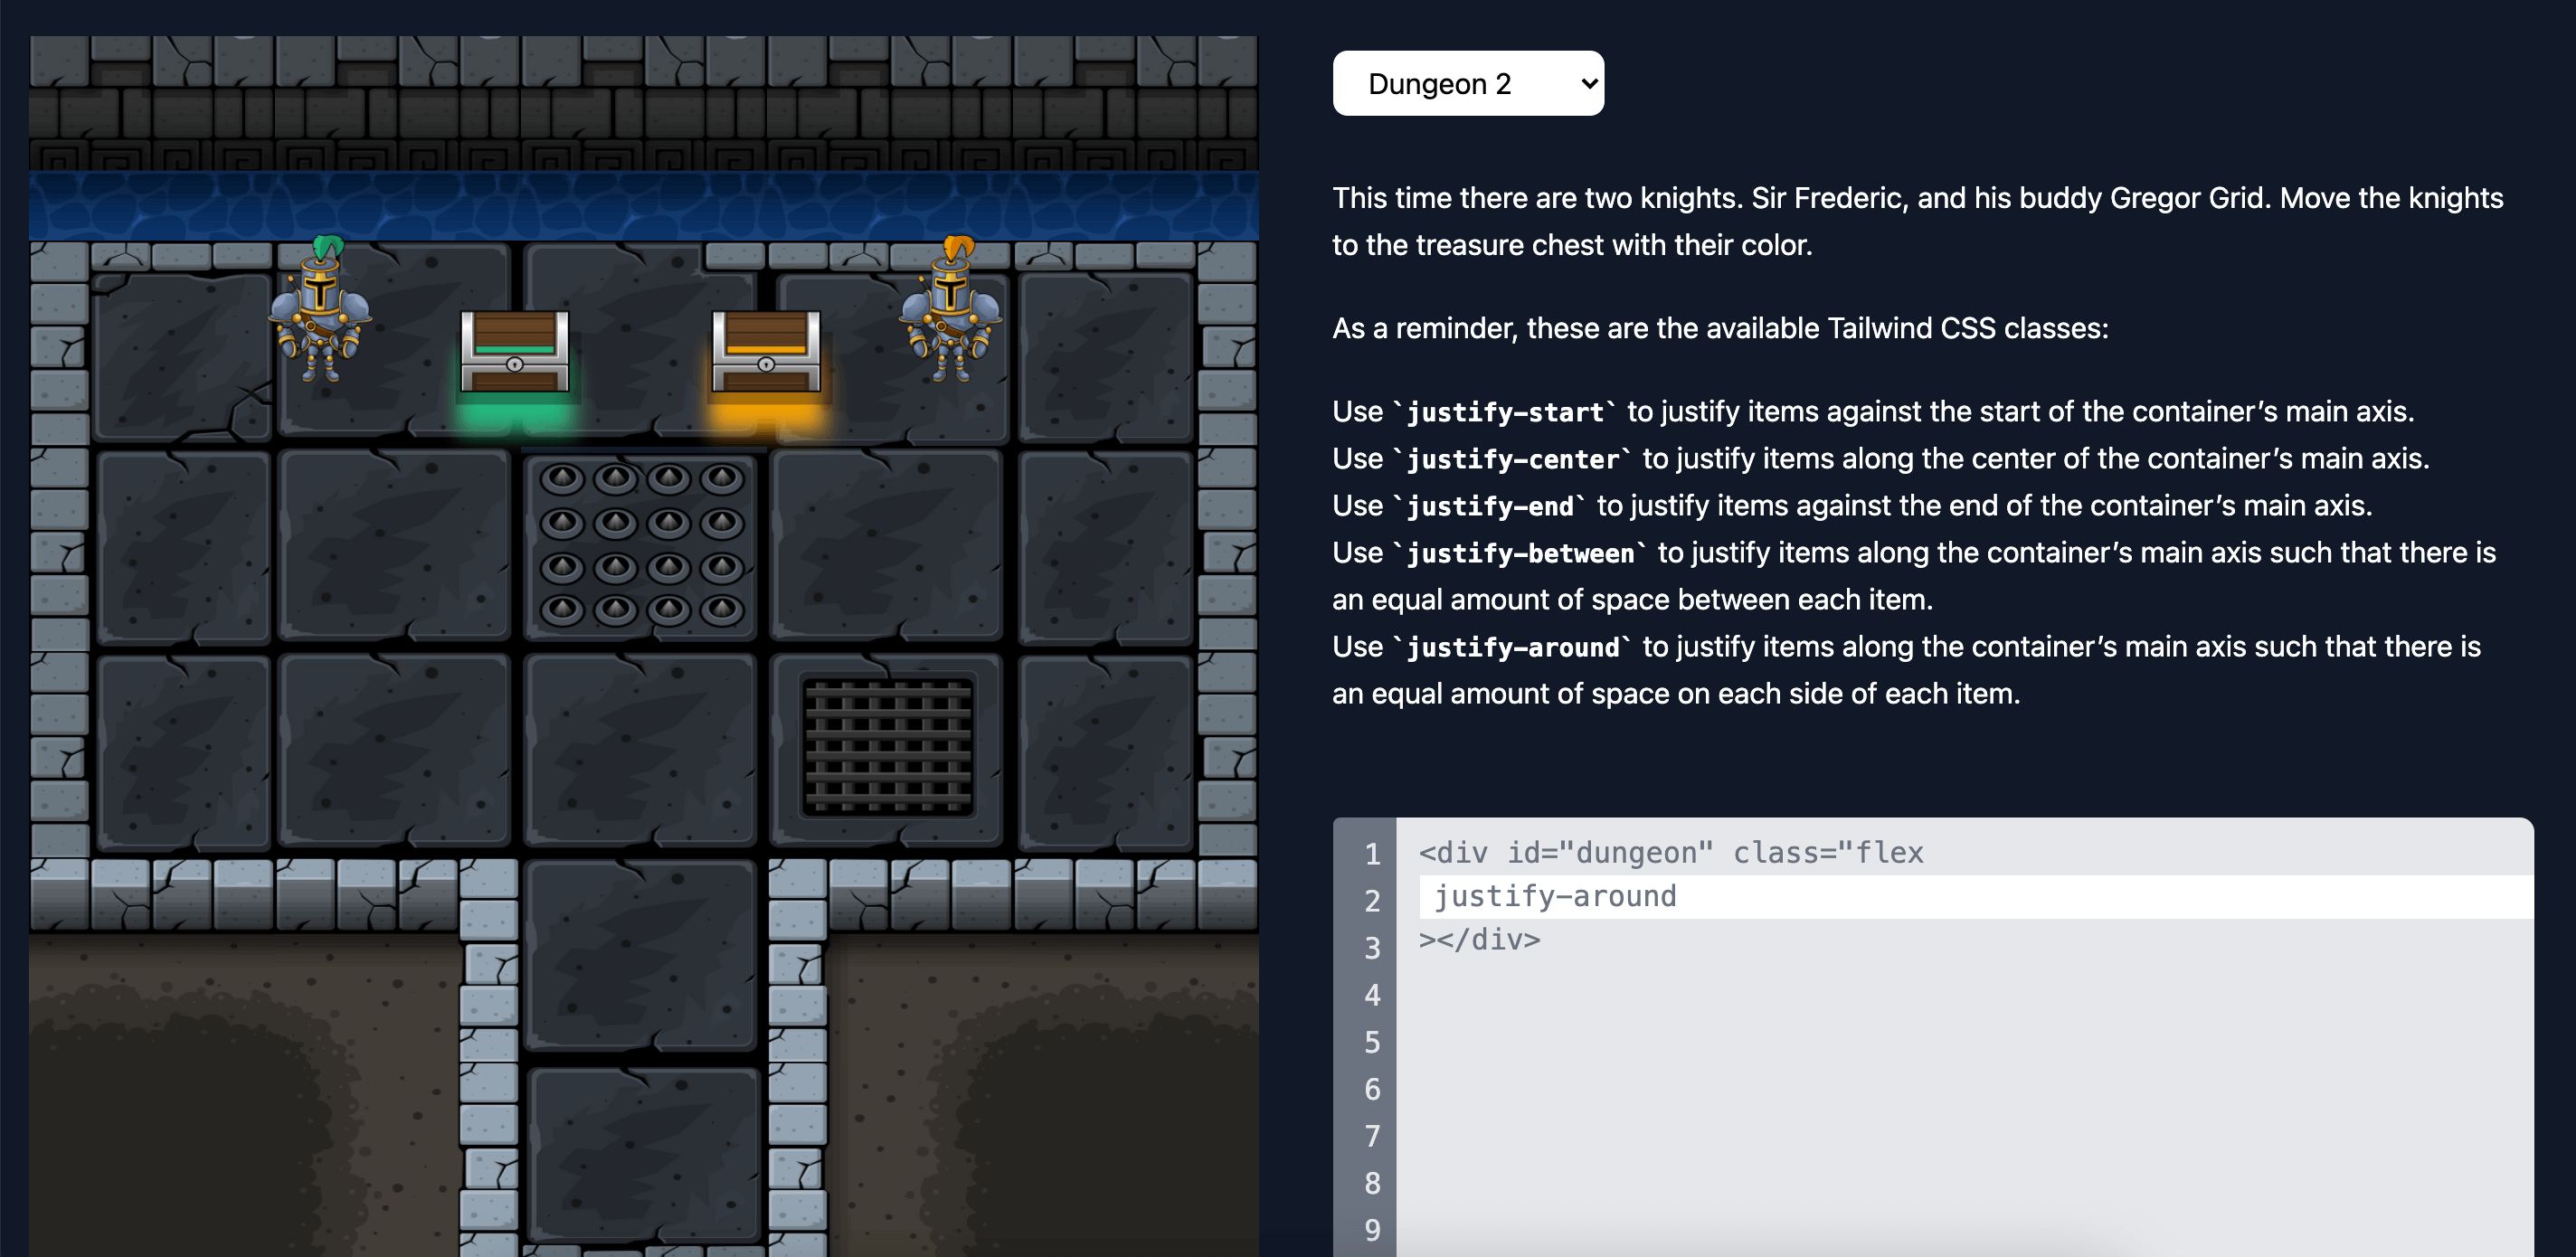 Dungeon 2
This time there are two knights. Sir Frederic, and his buddy Gregor Grid. Move the knights
to the treasure chest with their color.
As a reminder, these are the available Tailwind CSS classes:
Use `justify-start` to justify items against the start of the container’s main axis.
Use `justify-center` to justify items along the center of the container’s main axis.
Use `justify-end` to justify items against the end of the container’s main axis.
Use `justify-between` to justify items along the container’s main axis such that there is
an equal amount of space between each item.
Use `justify-around` to justify items along the container’s main axis such that there is
an equal amount of space on each side of each item.
1 <div id="dungeon" class="flex
2 justify-around
3 ></div>
4
5
6
7
8
9